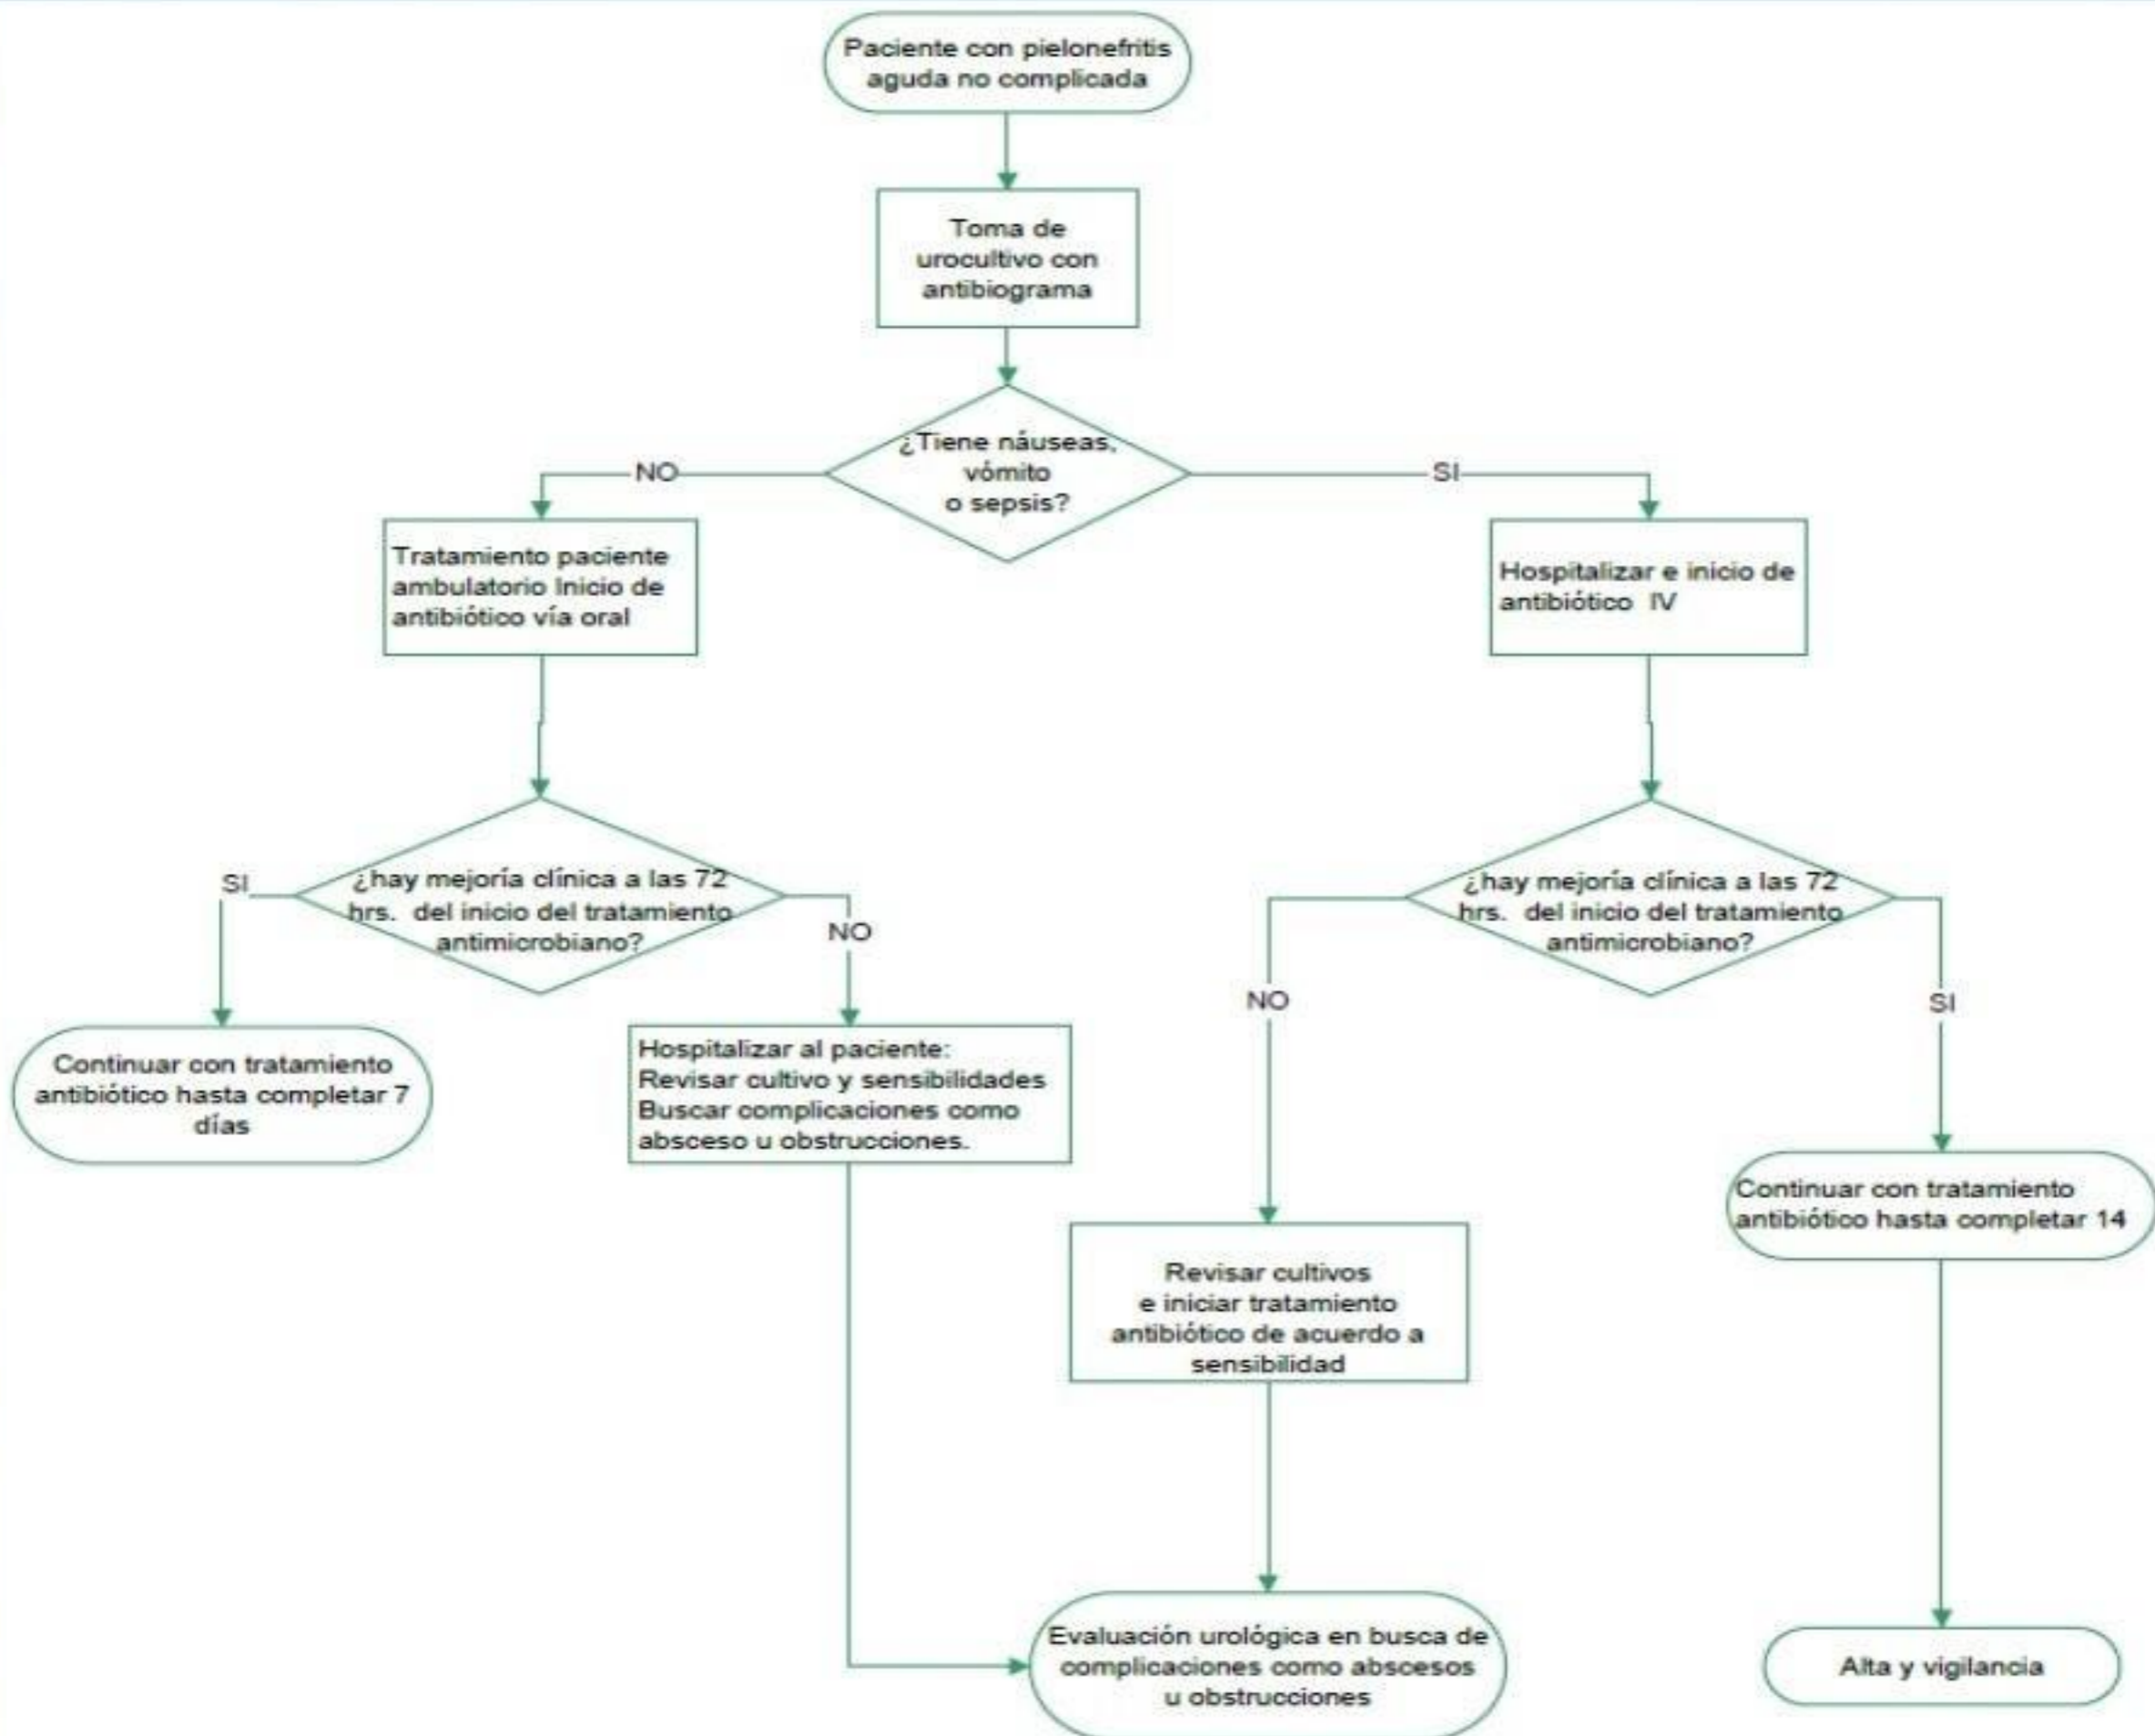 Paciente con pielonefritis
aguda no complicada
Toma de
urocultivo con
antibiograma
¿Tiene náuseas,
vómito
o sepsis?
NO
SI
Tratamiento paciente
ambulatorio Inicio de
antibiótico vía oral
Hospitalizar e inicio de
antibiótico IV
¿hay mejoría clínica a las 72
hrs. del inicio del tratamiento
antimicrobiano?
SI
NO
¿hay mejoría clínica a las 72
hrs. del inicio del tratamiento
antimicrobiano?
NO
SI
Continuar con tratamiento
antibiótico hasta completar 7
días
Hospitalizar al paciente:
Revisar cultivo y sensibilidades
Buscar complicaciones como
absceso u obstrucciones.
Continuar con tratamiento
antibiótico hasta completar 14
Revisar cultivos
e iniciar tratamiento
antibiótico de acuerdo a
sensibilidad
Evaluación urológica en busca de
complicaciones como abscesos
u obstrucciones
Alta y vigilancia